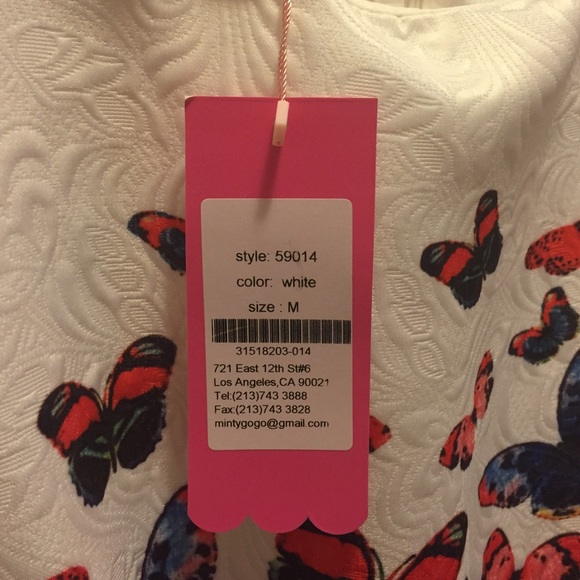 style: 59014
color: white
size : M
31518203-014
721 East 12th St#6
Los Angeles,CA 90021
Tel:(213)743 3888
Fax:(213)743 3828
mintygogo@gmail.com